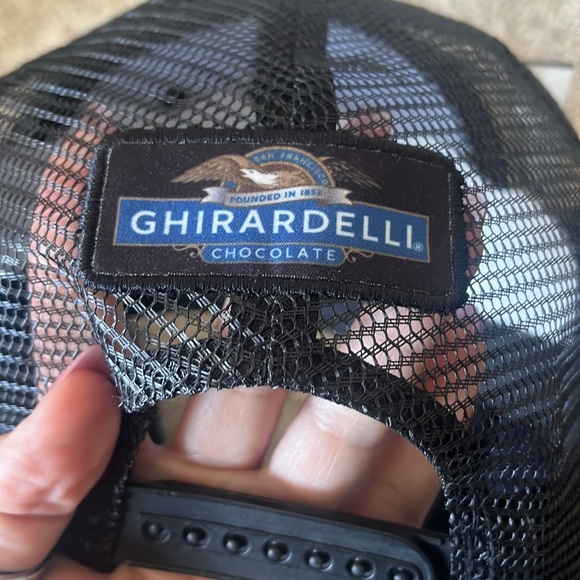 SAN FRANCISCO
FOUNDED IN 1852
GHIRARDELLI®
CHOCOLATE